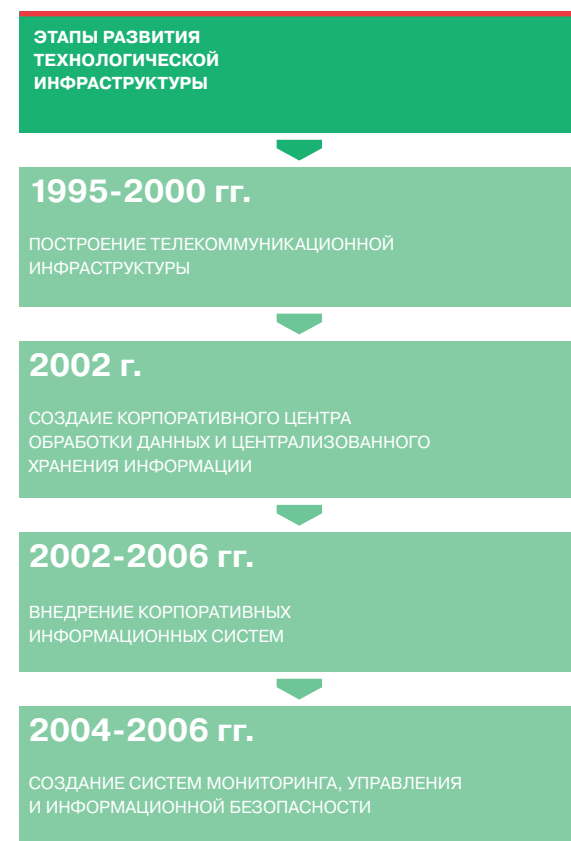 ЭТАПЫ РАЗВИТИЯ
ТЕХНОЛОГИЧЕСКОЙ
ИНФРАСТРУКТУРЫ
1995-2000 гг.
ПОСТРОЕНИЕ ТЕЛЕКОММУНИКАЦИОННОЙ
ИНФРАСТРУКТУРЫ
2002 г.
СОЗДАИЕ КОРПОРАТИВНОГО ЦЕНТРА
ОБРАБОТКИ ДАННЫХ И ЦЕНТРАЛИЗОВАННОГО
ХРАНЕНИЯ ИНФОРМАЦИИ
2002-2006 гг.
ВНЕДРЕНИЕ КОРПОРАТИВНЫХ
ИНФОРМАЦИОННЫХ СИСТЕМ
2004-2006 гг.
СОЗДАНИЕ СИСТЕМ МОНИТОРИНГА, УПРАВЛЕНИЯ
И ИНФОРМАЦИОННОЙ БЕЗОПАСНОСТИ